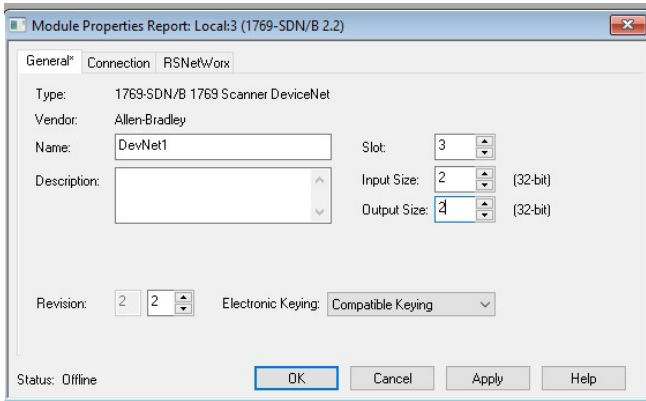 Module Properties Report: Local:3 (1769-SDN/B 2.2)
General* Connection RSNetWorx
Type: 1769-SDN/B 1769 Scanner DeviceNet
Vendor: Allen-Bradley
Name: DevNet1 Slot: 3
Description: Input Size: 2 (32-bit)
Output Size: 2 (32-bit)
Revision: 2 2 Electronic Keying: Compatible Keying
Status: Offline OK Cancel Apply Help